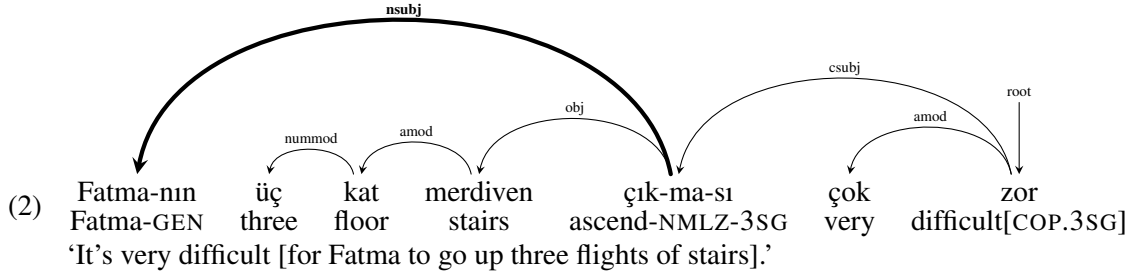 nsubj
csubj
root
obj
nummod
amod
amod
(2) Fatma-nın üç kat merdiven çık-ma-sı çok zor
Fatma-GEN three floor stairs ascend-NMLZ-3SG very difficult[COP.3SG]
‘It’s very difficult [for Fatma to go up three flights of stairs].’